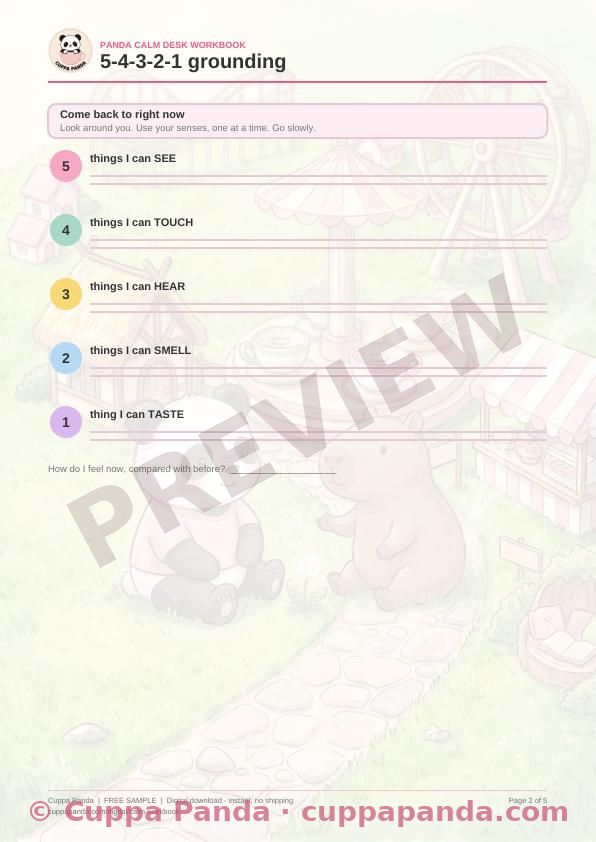 CUPPA PANDA
PANDA CALM DESK WORKBOOK
5-4-3-2-1 grounding
Come back to right now
Look around you. Use your senses, one at a time. Go slowly.
5 things I can SEE
4 things I can TOUCH
3 things I can HEAR
2 things I can SMELL
1 thing I can TASTE
How do I feel now, compared with before?
PREVIEW
Cuppa Panda | FREE SAMPLE | Digital download - instant, no shipping
Page 2 of 5
© Cuppa Panda · cuppapanda.com